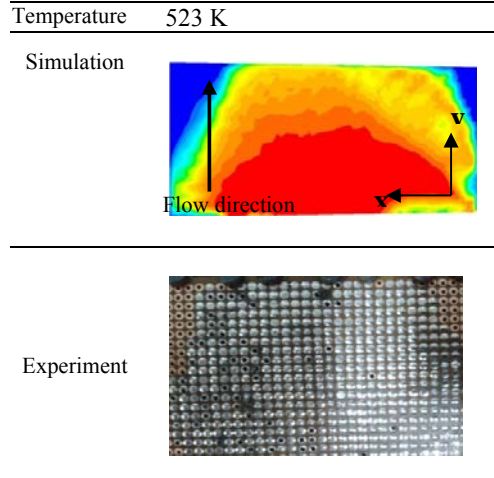 Temperature 523 K
Simulation
y
x
Flow direction
Experiment